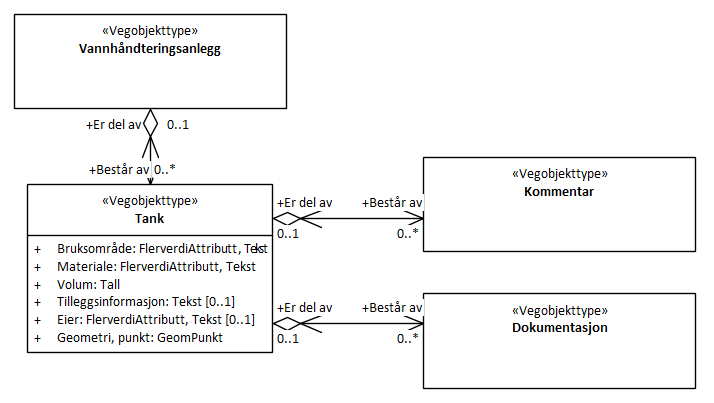 «Vegobjekttype»
Vannhåndteringsanlegg
+Er del av 0..1
+Består av 0..*
«Vegobjekttype»
Tank
+ Bruksområde: FlerverdiAttributt, Tekst
+ Materiale: FlerverdiAttributt, Tekst
+ Volum: Tall
+ Tilleggsinformasjon: Tekst [0..1]
+ Eier: FlerverdiAttributt, Tekst [0..1]
+ Geometri, punkt: GeomPunkt
+Er del av +Består av
0..1 0..*
«Vegobjekttype»
Kommentar
+Er del av +Består av
0..1 0..*
«Vegobjekttype»
Dokumentasjon